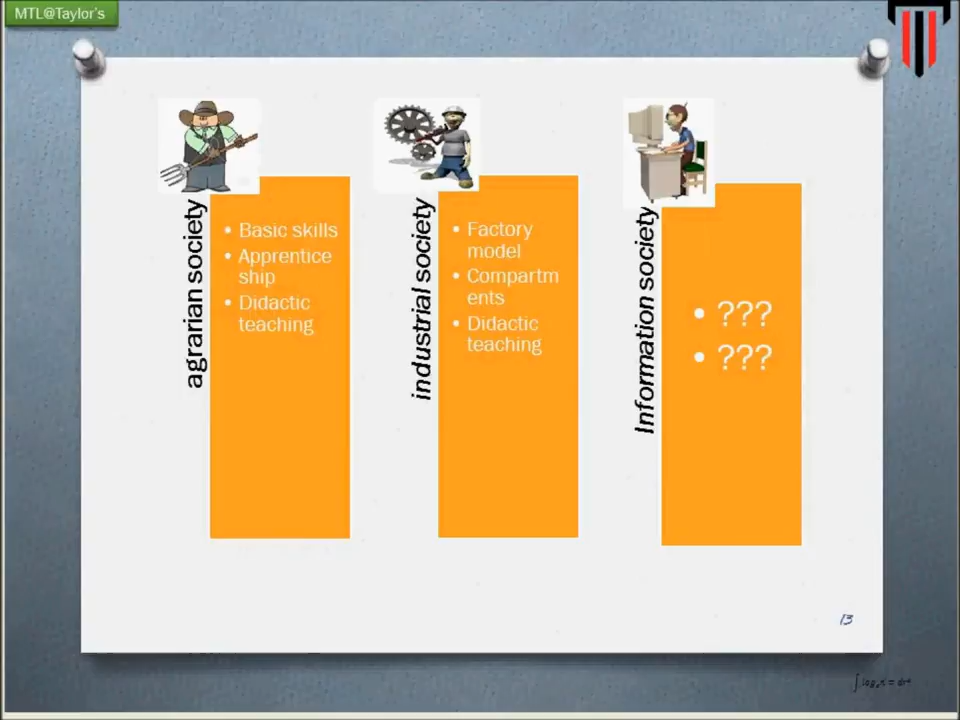 MTL@Taylor's
agrarian society
• Basic skills
• Apprentice
ship
• Didactic
teaching
industrial society
• Factory
model
• Compartm
ents
• Didactic
teaching
Information society
• ???
• ???
13